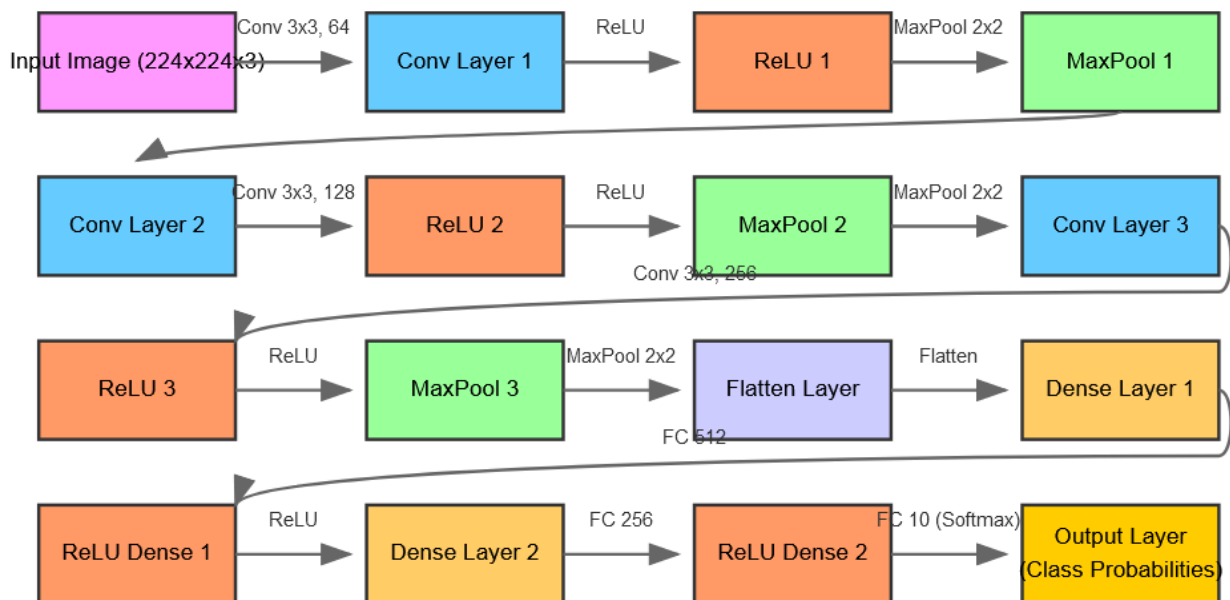 Conv 3x3, 64
ReLU
MaxPool 2x2
Input Image (224x224x3)
Conv Layer 1
ReLU 1
MaxPool 1
Conv 3x3, 128
ReLU
MaxPool 2x2
Conv Layer 2
ReLU 2
MaxPool 2
Conv Layer 3
Conv 3x3, 256
ReLU
MaxPool 2x2
Flatten
ReLU 3
MaxPool 3
Flatten Layer
Dense Layer 1
FC 512
ReLU
FC 256
FC 10 (Softmax)
ReLU Dense 1
Dense Layer 2
ReLU Dense 2
Output Layer
(Class Probabilities)